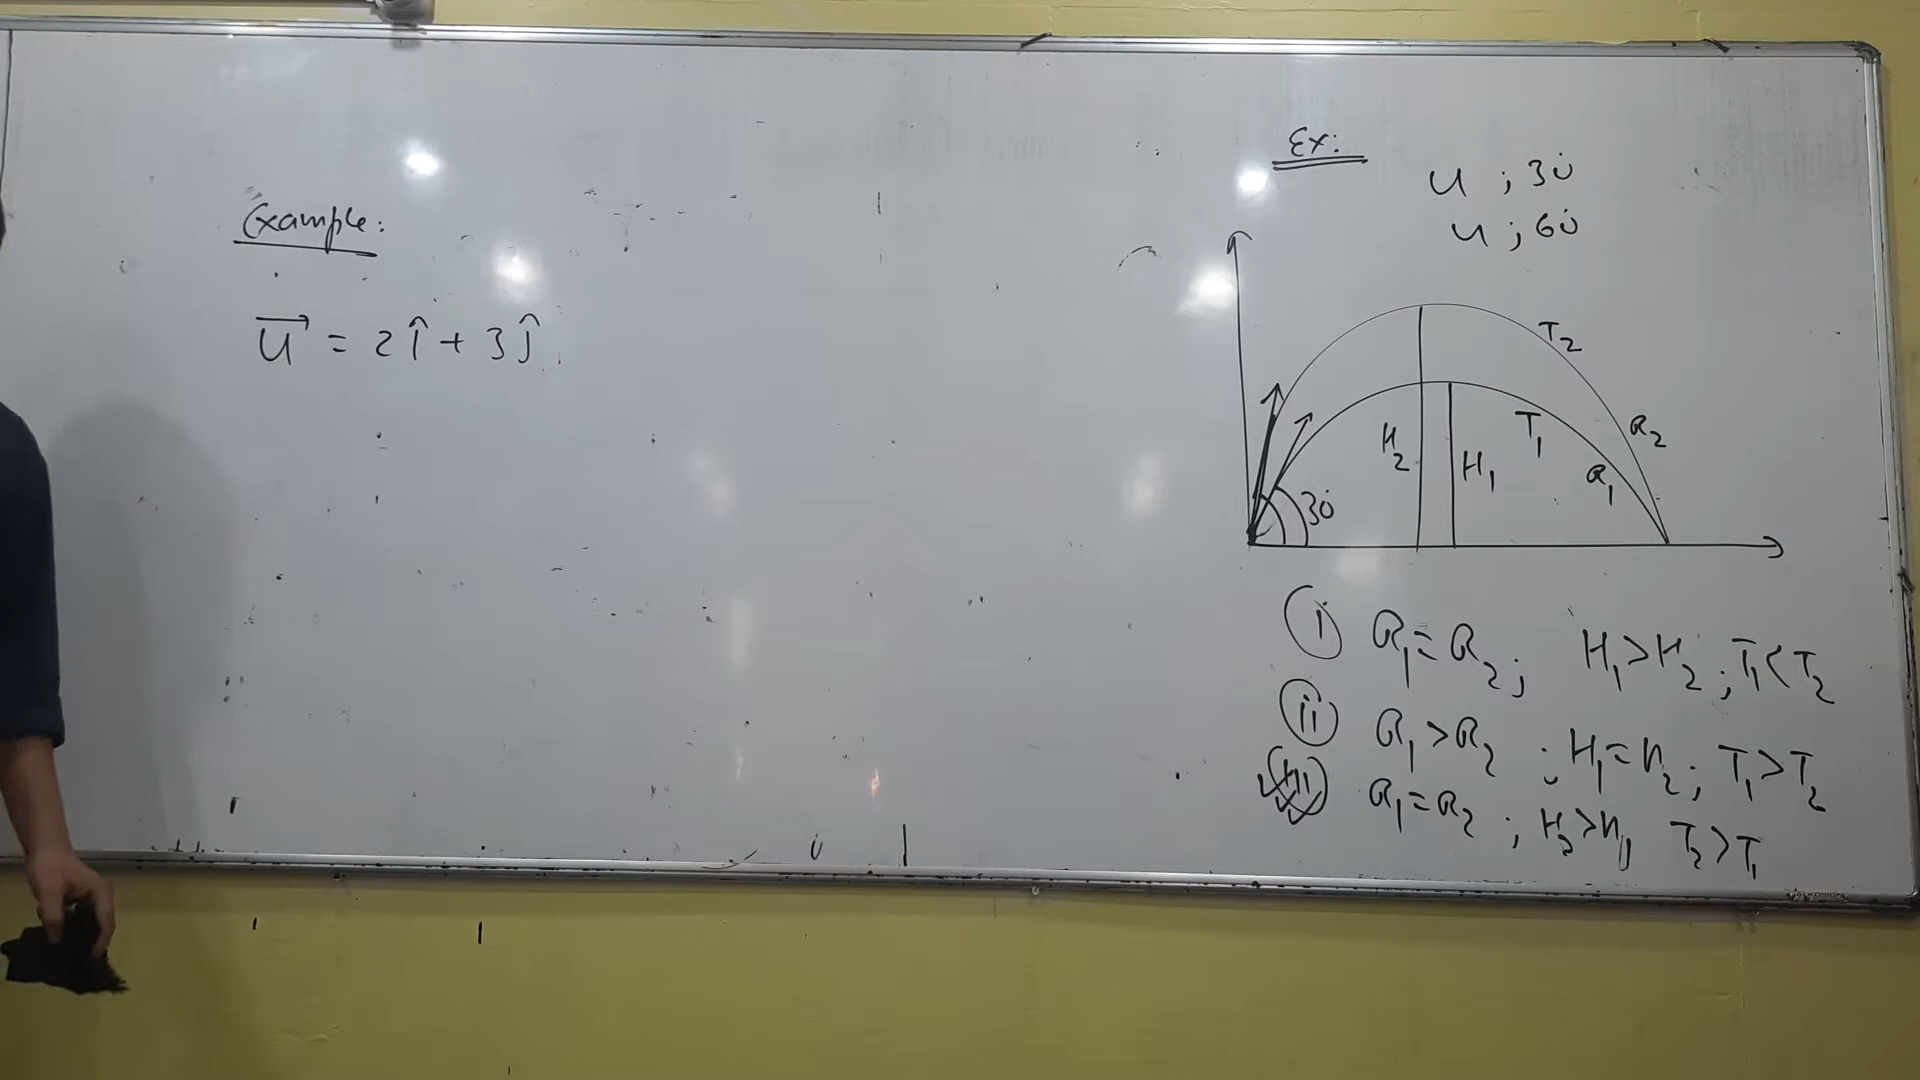 Example:
u⃗ = 2î + 3ĵ
Ex:
u ; 30°
u ; 60°
T₂
R₂
T₁
R₁
H₂
H₁
30°
(i) R₁ = R₂ ; H₁ > H₂ ; T₁ < T₂
(ii) R₁ > R₂ ; H₁ = H₂ ; T₁ > T₂
(iii) R₁ = R₂ ; H₂ > H₁ T₂ > T₁